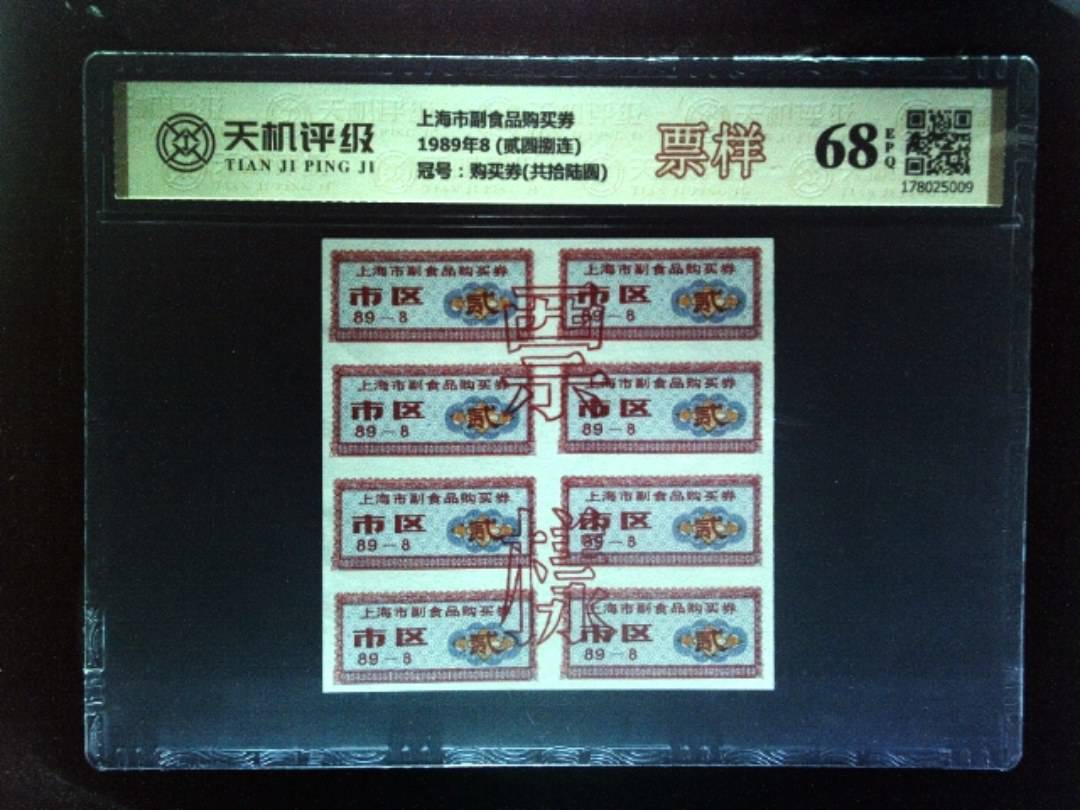 天机评级
TIAN JI PING JI
上海市副食品购买券
1989年8 (贰圆捌连)
冠号：购买券(共拾陆圆)
票样
68
EPQ
178025009
上海市副食品购买券 上海市副食品购买券
市区 贰 市区 贰
89－8 89－8
上海市副食品购买券 上海市副食品购买券
市区 贰 市区 贰
89－8 89－8
上海市副食品购买券 上海市副食品购买券
市区 贰 市区 贰
89－8 89－8
上海市副食品购买券 上海市副食品购买券
市区 贰 市区 贰
89－8 89－8
票样